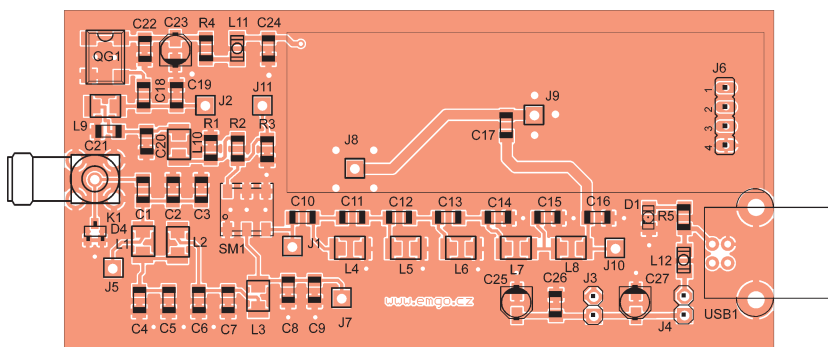 C22 C23 R4 L11 C24
QG1
J6
C18 C19 J2 J11
J9
1
2
3
4
L9
R1 R2 R3
J8
C17
C21
C20
L10
K1
C1 C2 C3
C10 C11 C12 C13 C14 C15 C16 D1
R5
D4
L1 L2
SM1
J1
L4 L5 L6 L7 L8 J10
L12
J5
C25 C26 J3 C27
www.emgo.cz
USB1
C4 C5 C6 C7 L3 C8 C9 J7
J4